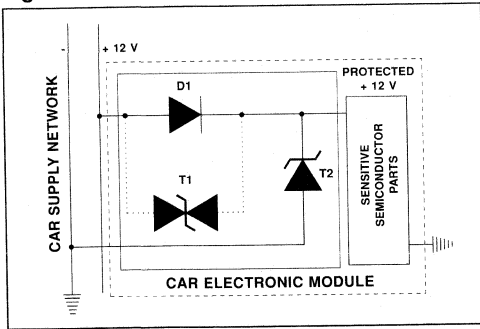 -
+ 12 V
D1
PROTECTED
+ 12 V
T1
T2
CAR SUPPLY NETWORK
SENSITIVE
SEMICONDUCTOR
PARTS
CAR ELECTRONIC MODULE